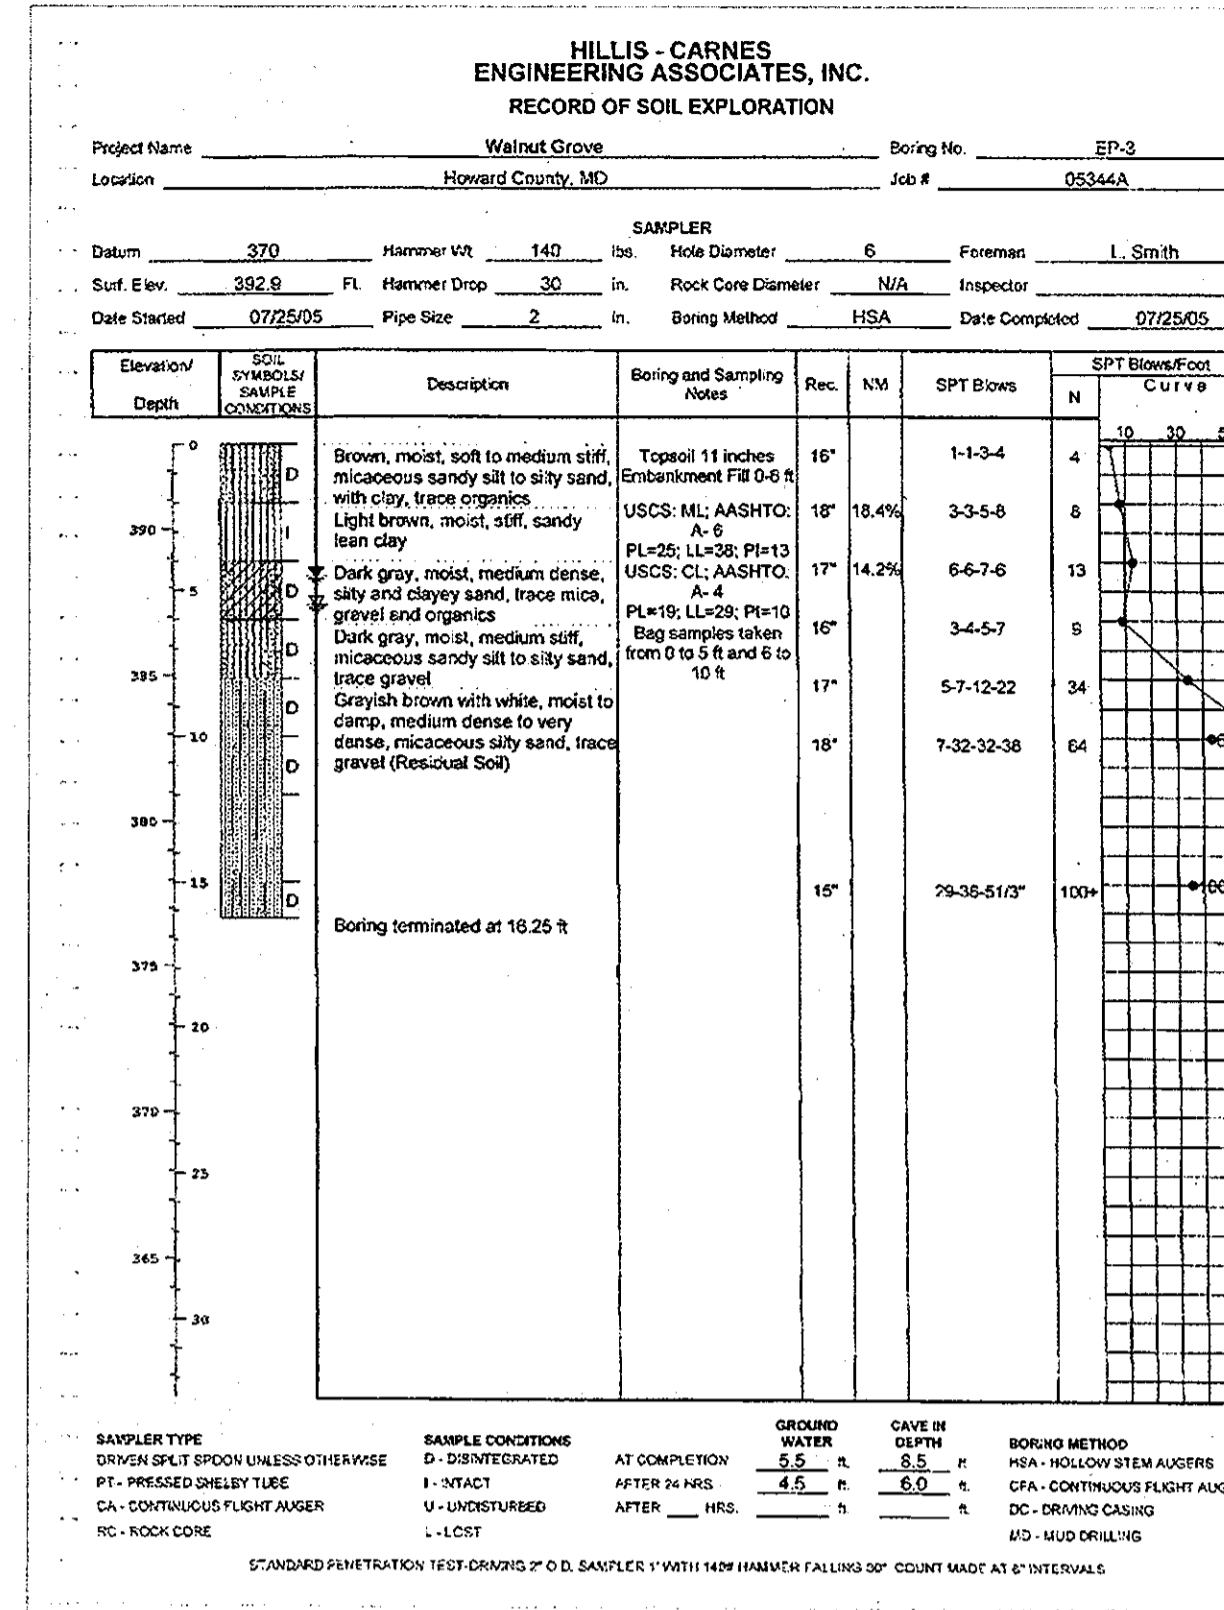 HILLIS - CARNES
ENGINEERING ASSOCIATES, INC.
RECORD OF SOIL EXPLORATION
Project Name Walnut Grove Boring No. EP-3
Location Howard County, MD Job # 05344A
SAMPLER
Datum 370 Hammer Wt. 140 lbs. Hole Diameter 6 Foreman L. Smith
Surf. Elev. 392.9 Ft. Hammer Drop 30 in. Rock Core Diameter N/A Inspector
Date Started 07/25/05 Pipe Size 2 in. Boring Method HSA Date Completed 07/25/05
Elevation/ Depth
SOIL SYMBOLS/ SAMPLE CONDITIONS
Description
Boring and Sampling Notes
Rec. NM SPT Blows N
SPT Blows/Foot
Curve
10 30
0
Brown, moist, soft to medium stiff,
micaceous sandy silt to silty sand,
with clay, trace organics
Topsoil 11 inches
Embankment Fill 0-8 ft
D 16" 1-1-3-4 4
390
Light brown, moist, stiff, sandy
lean clay
USCS: ML; AASHTO:
A-6
PL=25; LL=38; PI=13
I 18" 18.4% 3-3-5-8 8
5
Dark gray, moist, medium dense,
silty and clayey sand, trace mica,
gravel and organics
USCS: CL; AASHTO:
A-4
PL=19; LL=29; PI=10
D 17" 14.2% 6-6-7-6 13
Dark gray, moist, medium stiff,
micaceous sandy silt to silty sand,
trace gravel
Bag samples taken
from 0 to 5 ft and 6 to
10 ft
D 16" 3-4-5-7 9
385
Grayish brown with white, moist to
damp, medium dense to very
dense, micaceous silty sand, trace
gravel (Residual Soil)
D 17" 5-7-12-22 34
10
D 18" 7-32-32-38 64
380
15
D 15" 29-36-51/3" 100+
Boring terminated at 16.25 ft
375
20
370
25
365
30
SAMPLER TYPE
DRIVEN SPLIT SPOON UNLESS OTHERWISE
PT - PRESSED SHELBY TUBE
CA - CONTINUOUS FLIGHT AUGER
RC - ROCK CORE
SAMPLE CONDITIONS
D - DISINTEGRATED
I - INTACT
U - UNDISTURBED
L - LOST
GROUND WATER CAVE IN DEPTH
AT COMPLETION 5.5 ft. 8.5 ft.
AFTER 24 HRS. 4.5 ft. 6.0 ft.
AFTER HRS. ft. ft.
BORING METHOD
HSA - HOLLOW STEM AUGERS
CFA - CONTINUOUS FLIGHT AUG
DC - DRIVING CASING
MD - MUD DRILLING
STANDARD PENETRATION TEST-DRIVING 2" O.D. SAMPLER 1' WITH 140# HAMMER FALLING 30" COUNT MADE AT 6" INTERVALS